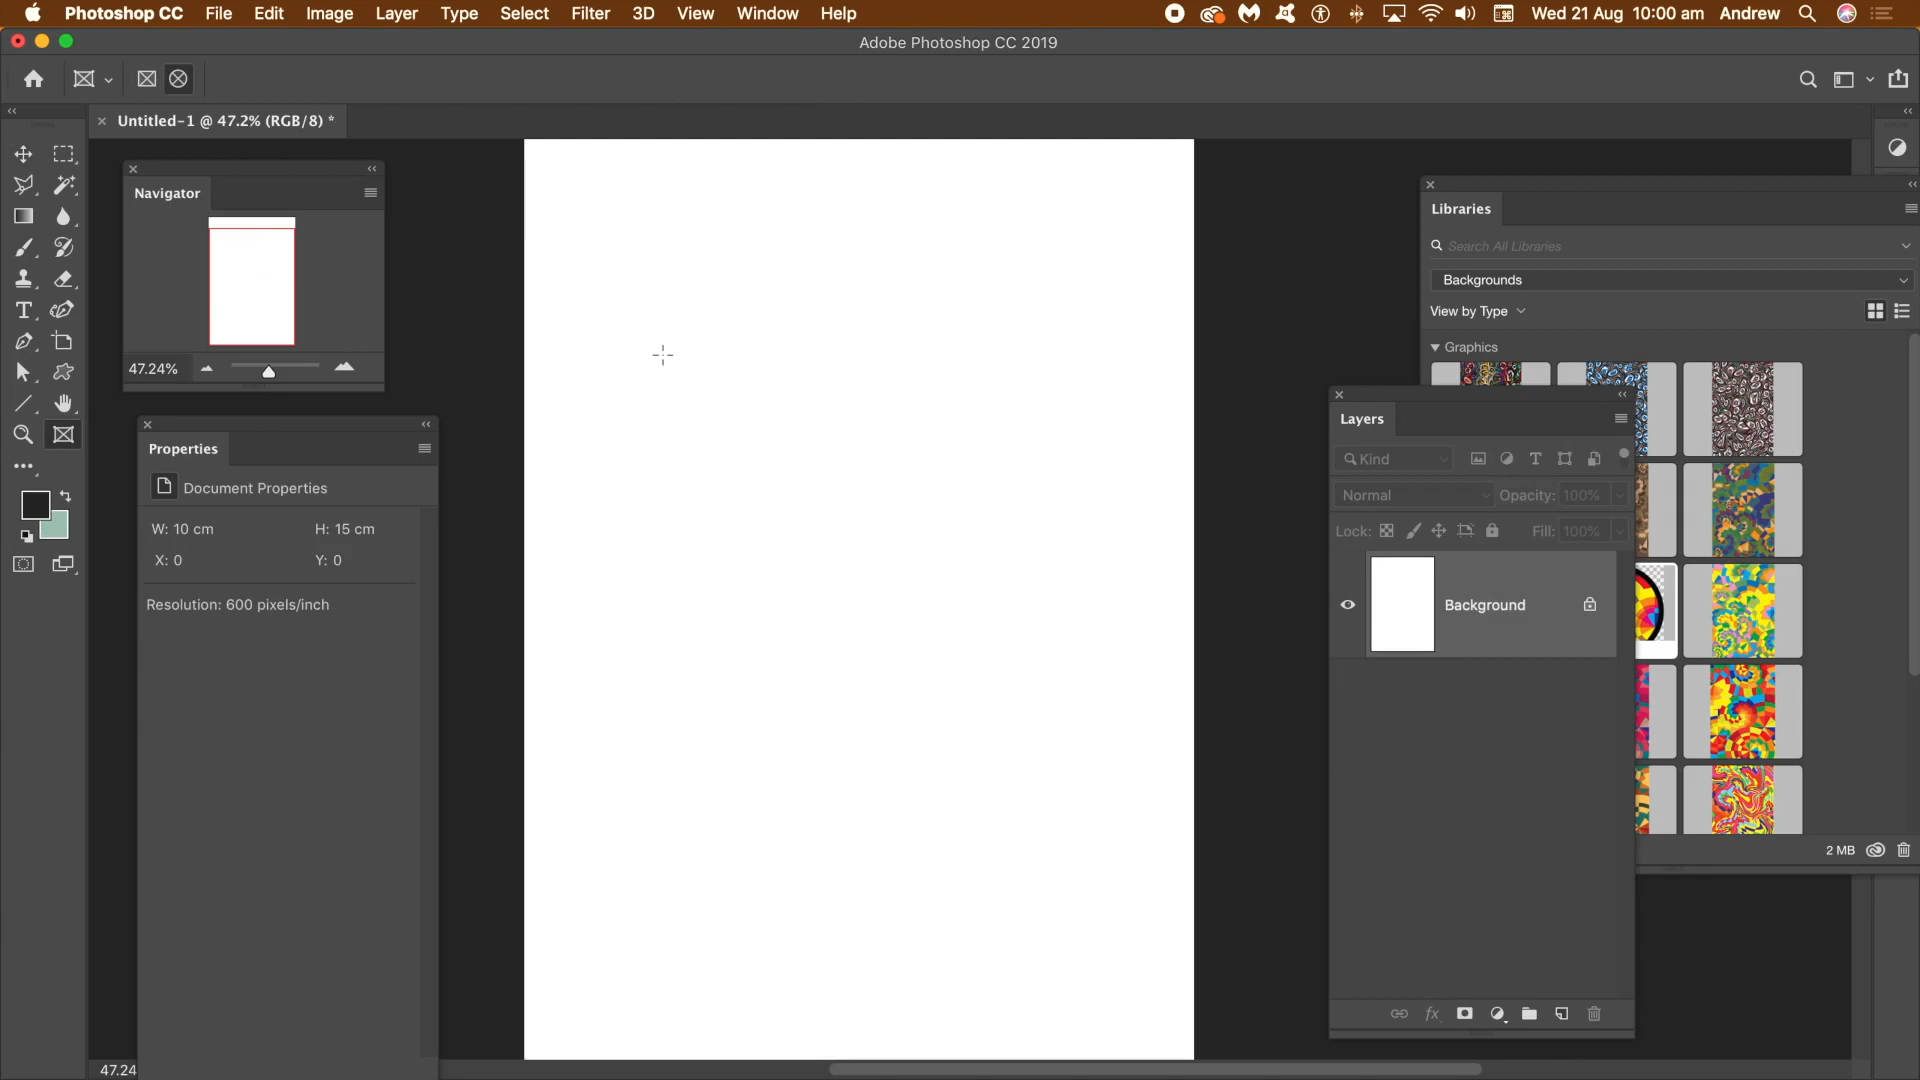 Photoshop CC File Edit Image Layer Type Select Filter 3D View Window Help Wed 21 Aug 10:00 am Andrew
Adobe Photoshop CC 2019
Untitled-1 @ 47.2% (RGB/8) *
Navigator
47.24%
Properties
Document Properties
W: 10 cm H: 15 cm
X: 0 Y: 0
Resolution: 600 pixels/inch
47.24
Libraries
Search All Libraries
Backgrounds
View by Type
Graphics
2 MB
Layers
Kind
Normal Opacity: 100%
Lock: Fill: 100%
Background
fx